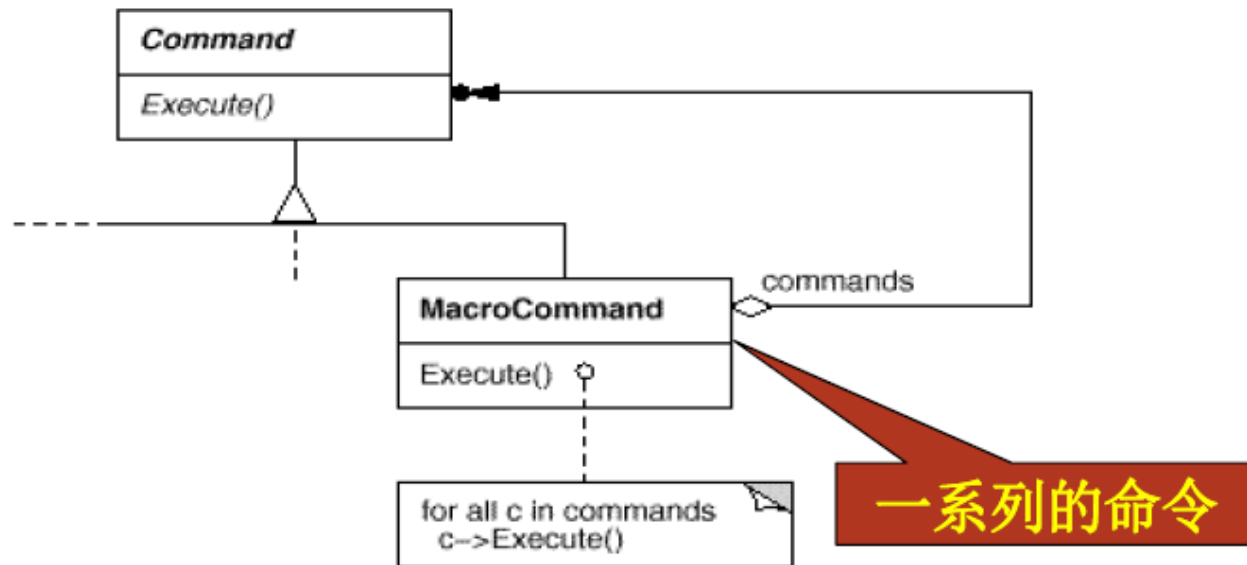 Command
Execute()
commands
MacroCommand
Execute()
for all c in commands
c->Execute()
一系列的命令